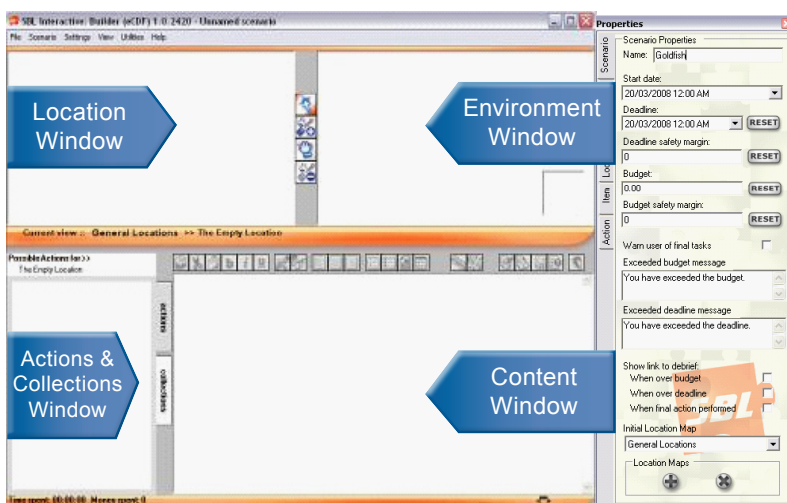 SBL Interactive Builder (eCDF) 1.0.2420 - Unnamed scenario
File Scenario Settings View Utilities Help
Location
Window
Environment
Window
Current view :: General Locations >> The Empty Location
Possible Actions for >>
The Empty Location
actions
collections
Actions &
Collections
Window
Content
Window
Time spent: 00:00:00 Money spent: 0
Properties
Scenario
Item
Action
Scenario Properties
Name: Goldfish
Start date:
20/03/2008 12:00 AM
Deadline:
20/03/2008 12:00 AM RESET
Deadline safety margin:
0 RESET
Budget:
0.00 RESET
Budget safety margin:
0 RESET
Warn user of final tasks
Exceeded budget message
You have exceeded the budget.
Exceeded deadline message
You have exceeded the deadline.
Show link to debrief:
When over budget
When over deadline
When final action performed
SBL
Initial Location Map
General Locations
Location Maps